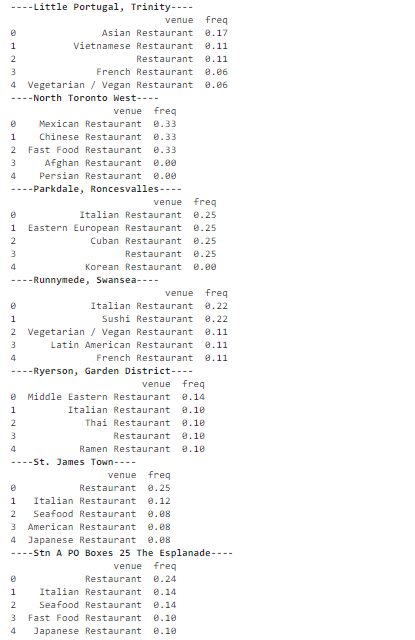 ----Little Portugal, Trinity----
venue freq
0 Asian Restaurant 0.17
1 Vietnamese Restaurant 0.11
2 Restaurant 0.11
3 French Restaurant 0.06
4 Vegetarian / Vegan Restaurant 0.06
----North Toronto West----
venue freq
0 Mexican Restaurant 0.33
1 Chinese Restaurant 0.33
2 Fast Food Restaurant 0.33
3 Afghan Restaurant 0.00
4 Persian Restaurant 0.00
----Parkdale, Roncesvalles----
venue freq
0 Italian Restaurant 0.25
1 Eastern European Restaurant 0.25
2 Cuban Restaurant 0.25
3 Restaurant 0.25
4 Korean Restaurant 0.00
----Runnymede, Swansea----
venue freq
0 Italian Restaurant 0.22
1 Sushi Restaurant 0.22
2 Vegetarian / Vegan Restaurant 0.11
3 Latin American Restaurant 0.11
4 French Restaurant 0.11
----Ryerson, Garden District----
venue freq
0 Middle Eastern Restaurant 0.14
1 Italian Restaurant 0.10
2 Thai Restaurant 0.10
3 Restaurant 0.10
4 Ramen Restaurant 0.10
----St. James Town----
venue freq
0 Restaurant 0.25
1 Italian Restaurant 0.12
2 Seafood Restaurant 0.08
3 American Restaurant 0.08
4 Japanese Restaurant 0.08
----Stn A PO Boxes 25 The Esplanade----
venue freq
0 Restaurant 0.24
1 Italian Restaurant 0.14
2 Seafood Restaurant 0.14
3 Fast Food Restaurant 0.10
4 Japanese Restaurant 0.10